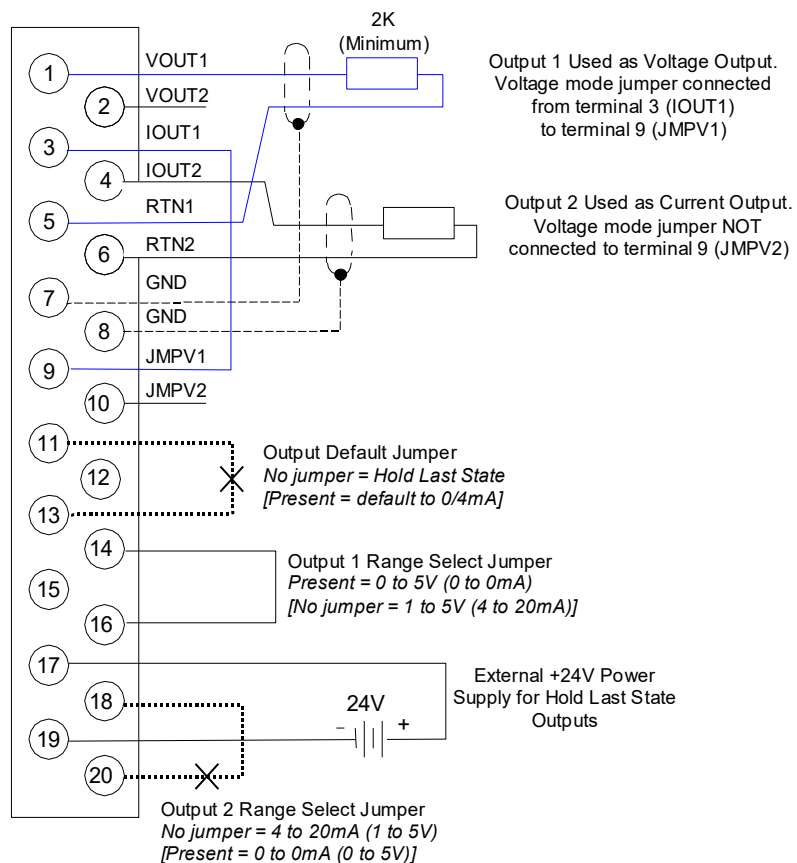 2K
(Minimum)
Output 1 Used as Voltage Output.
Voltage mode jumper connected
from terminal 3 (IOUT1)
to terminal 9 (JMPV1)
1
VOUT1
2
VOUT2
3
IOUT1
4
IOUT2
5
RTN1
6
RTN2
Output 2 Used as Current Output.
Voltage mode jumper NOT
connected to terminal 9 (JMPV2)
7
GND
8
GND
9
JMPV1
10
JMPV2
11
12
13
Output Default Jumper
No jumper = Hold Last State
[Present = default to 0/4mA]
14
15
16
Output 1 Range Select Jumper
Present = 0 to 5V (0 to 0mA)
[No jumper = 1 to 5V (4 to 20mA)]
17
18
19
20
24V
- +
External +24V Power
Supply for Hold Last State
Outputs
Output 2 Range Select Jumper
No jumper = 4 to 20mA (1 to 5V)
[Present = 0 to 0mA (0 to 5V)]